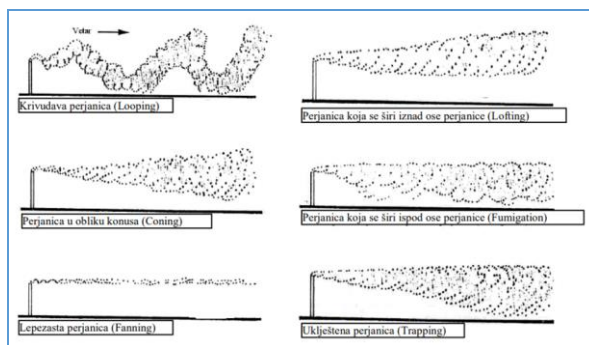 Vetar
Krivudava perjanica (Looping)
Perjanica u obliku konusa (Coning)
Lepezasta perjanica (Fanning)
Perjanica koja se širi iznad ose perjanice (Lofting)
Perjanica koja se širi ispod ose perjanice (Fumigation)
Uklještena perjanica (Trapping)